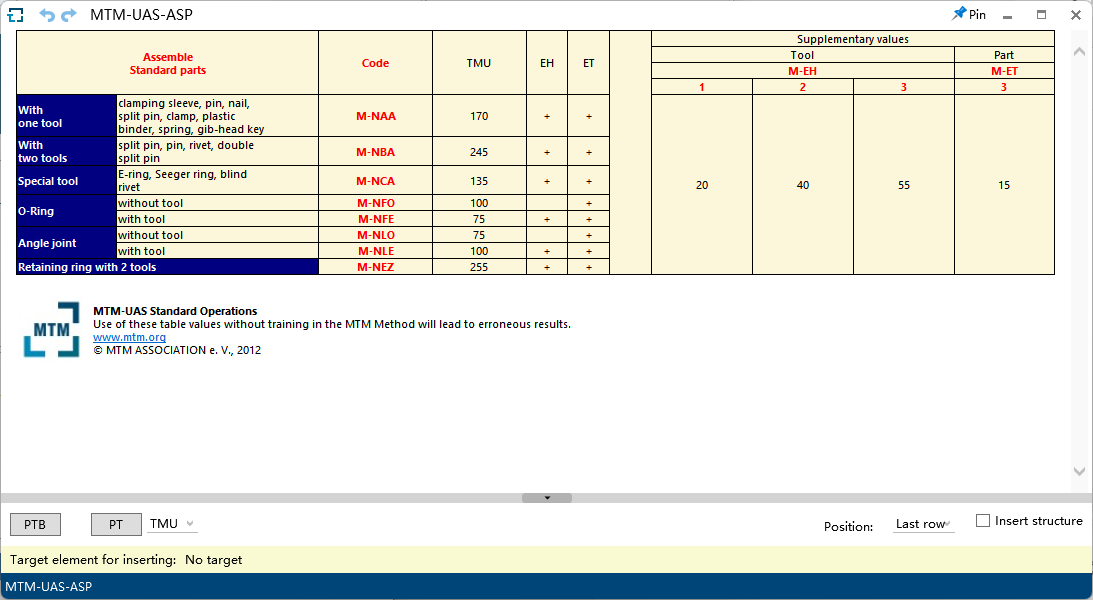 MTM-UAS-ASP
Pin
Assemble
Standard parts
Code
TMU
EH
ET
Supplementary values
Tool
Part
M-EH
M-ET
1
2
3
3
With
one tool
clamping sleeve, pin, nail,
split pin, clamp, plastic
binder, spring, gib-head key
M-NAA
170
+
+
With
two tools
split pin, pin, rivet, double
split pin
M-NBA
245
+
+
Special tool
E-ring, Seeger ring, blind
rivet
M-NCA
135
+
+
20
40
55
15
O-Ring
without tool
M-NFO
100
+
with tool
M-NFE
75
+
+
Angle joint
without tool
M-NLO
75
+
with tool
M-NLE
100
+
+
Retaining ring with 2 tools
M-NEZ
255
+
+
MTM
MTM-UAS Standard Operations
Use of these table values without training in the MTM Method will lead to erroneous results.
www.mtm.org
© MTM ASSOCIATION e. V., 2012
PTB
PT
TMU
Position:
Last row
Insert structure
Target element for inserting: No target
MTM-UAS-ASP